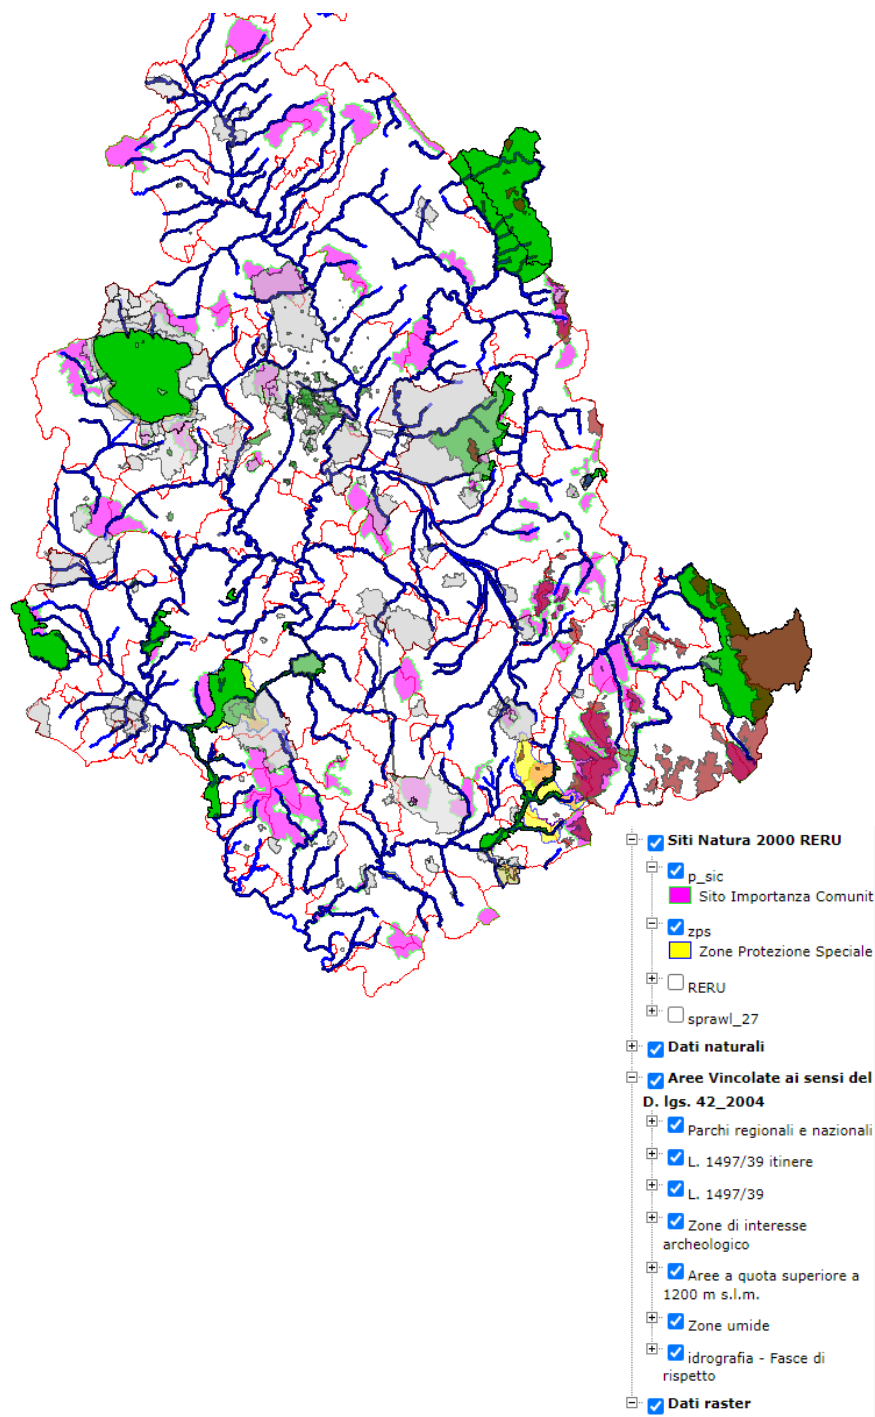 Siti Natura 2000 RERU
p_sic
Sito Importanza Comunit
zps
Zone Protezione Speciale
RERU
sprawl_27
Dati naturali
Aree Vincolate ai sensi del
D. lgs. 42_2004
Parchi regionali e nazionali
L. 1497/39 itinere
L. 1497/39
Zone di interesse
archeologico
Aree a quota superiore a
1200 m s.l.m.
Zone umide
idrografia - Fasce di
rispetto
Dati raster